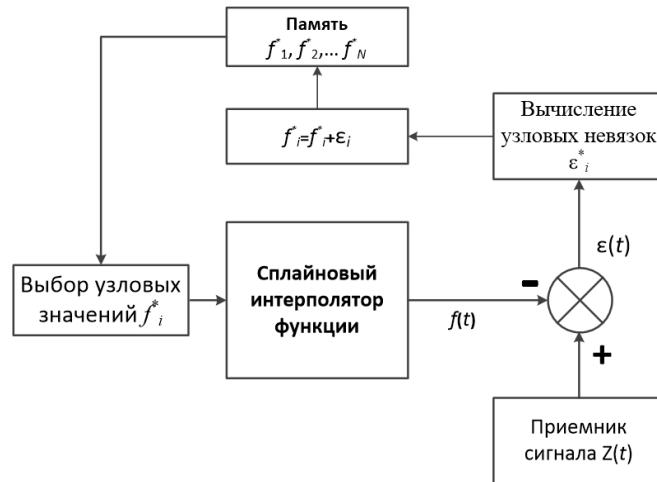 Память
f*1, f*2,... f*N
f*i=f*i+εi
Вычисление
узловых невязок
ε*i
ε(t)
Выбор узловых
значений f*i
Сплайновый
интерполятор
функции
-
f(t)
+
Приемник
сигнала Z(t)